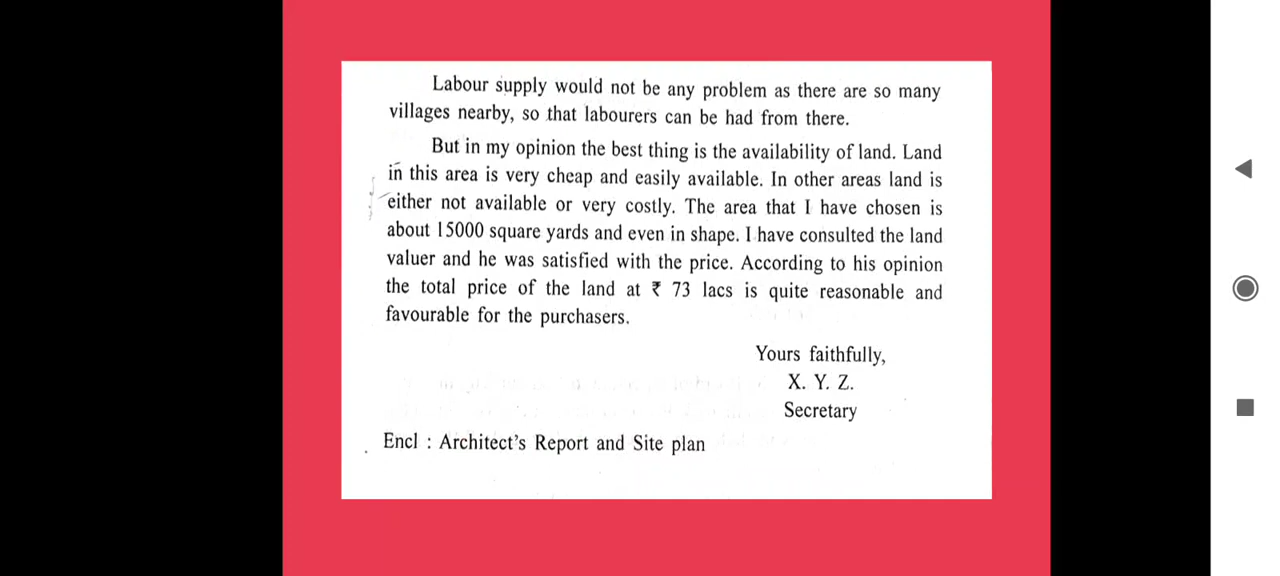 Labour supply would not be any problem as there are so many
villages nearby, so that labourers can be had from there.
But in my opinion the best thing is the availability of land. Land
in this area is very cheap and easily available. In other areas land is
either not available or very costly. The area that I have chosen is
about 15000 square yards and even in shape. I have consulted the land
valuer and he was satisfied with the price. According to his opinion
the total price of the land at ₹ 73 lacs is quite reasonable and
favourable for the purchasers.
Yours faithfully,
X. Y. Z.
Secretary
Encl : Architect's Report and Site plan